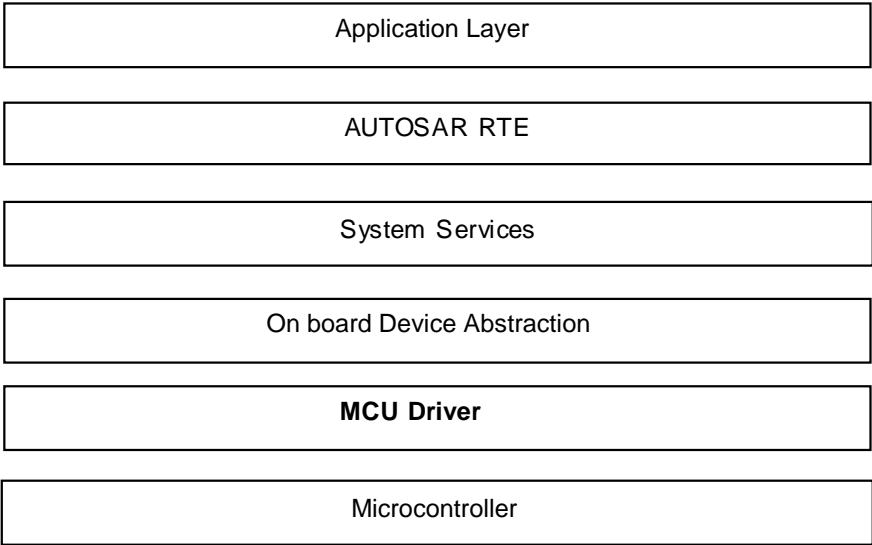 Application Layer
AUTOSAR RTE
System Services
On board Device Abstraction
MCU Driver
Microcontroller